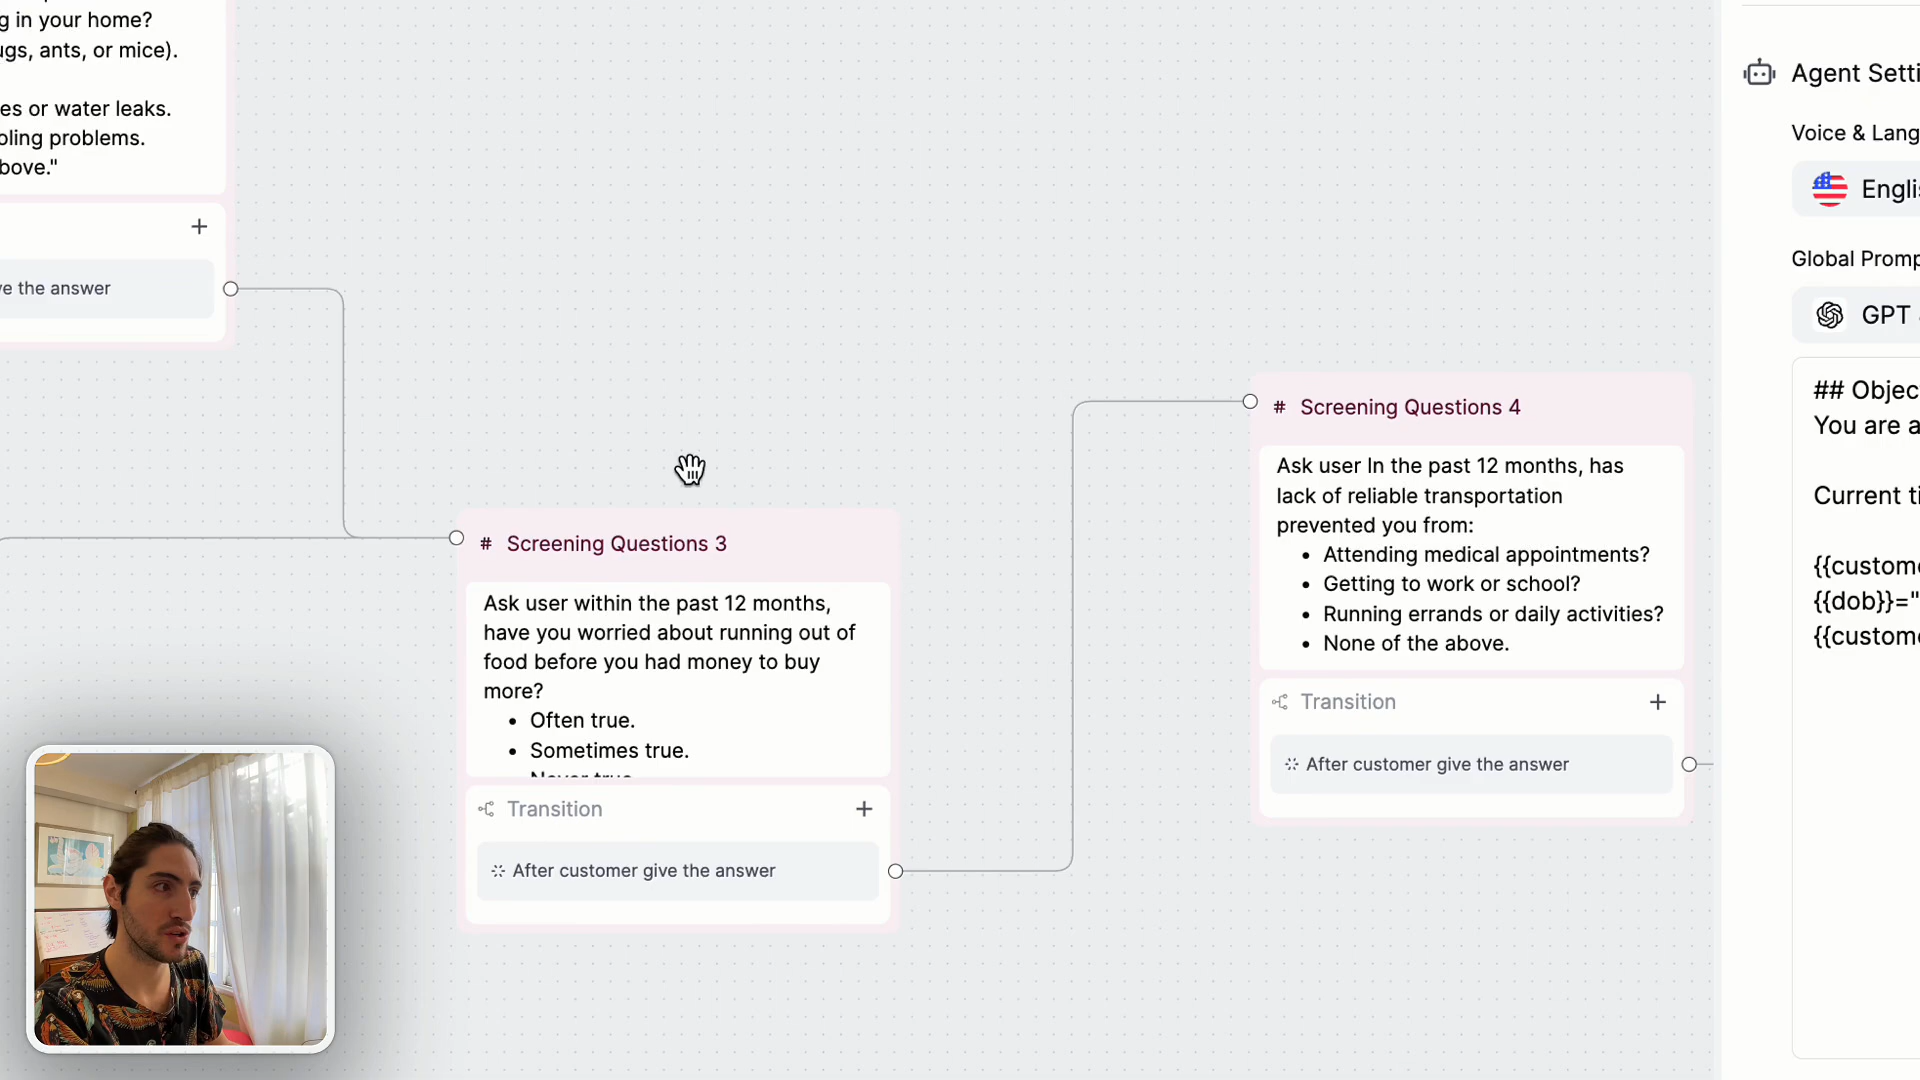 g in your home?
ugs, ants, or mice).
es or water leaks.
oling problems.
bove."
ve the answer
# Screening Questions 3
Ask user within the past 12 months,
have you worried about running out of
food before you had money to buy
more?
• Often true.
• Sometimes true.
• Never true
Transition
After customer give the answer
# Screening Questions 4
Ask user In the past 12 months, has
lack of reliable transportation
prevented you from:
• Attending medical appointments?
• Getting to work or school?
• Running errands or daily activities?
• None of the above.
Transition
After customer give the answer
Agent Setti
Voice & Lang
Englis
Global Promp
GPT
## Objec
You are a
Current ti
{{custome
{{dob}}="
{{custome